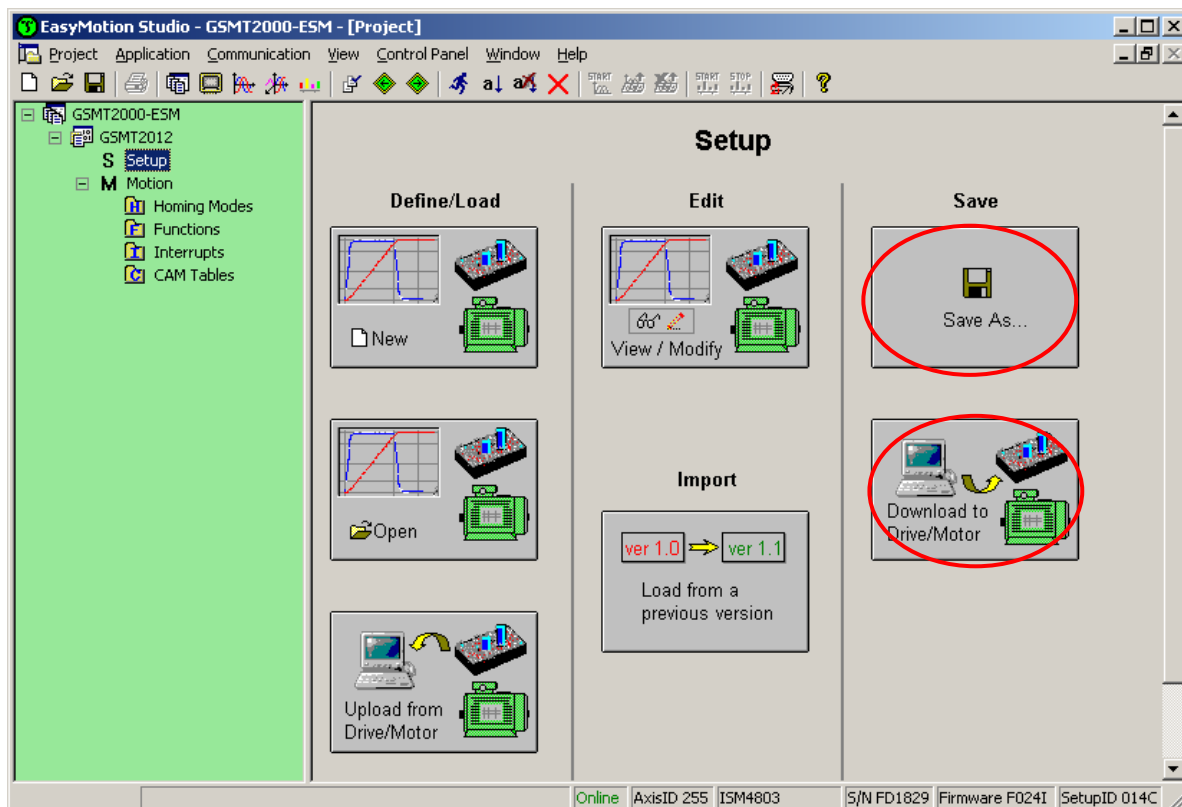 EasyMotion Studio - GSMT2000-ESM - [Project]
Project Application Communication View Control Panel Window Help
START START STOP
GSMT2000-ESM
GSMT2012
S Setup
M Motion
H Homing Modes
F Functions
I Interrupts
C CAM Tables
Setup
Define/Load
New
Open
Upload from
Drive/Motor
Edit
View / Modify
Import
ver 1.0 ver 1.1
Load from a
previous version
Save
Save As...
Download to
Drive/Motor
Online AxisID 255 ISM4803 S/N FD1829 Firmware F024I SetupID 014C